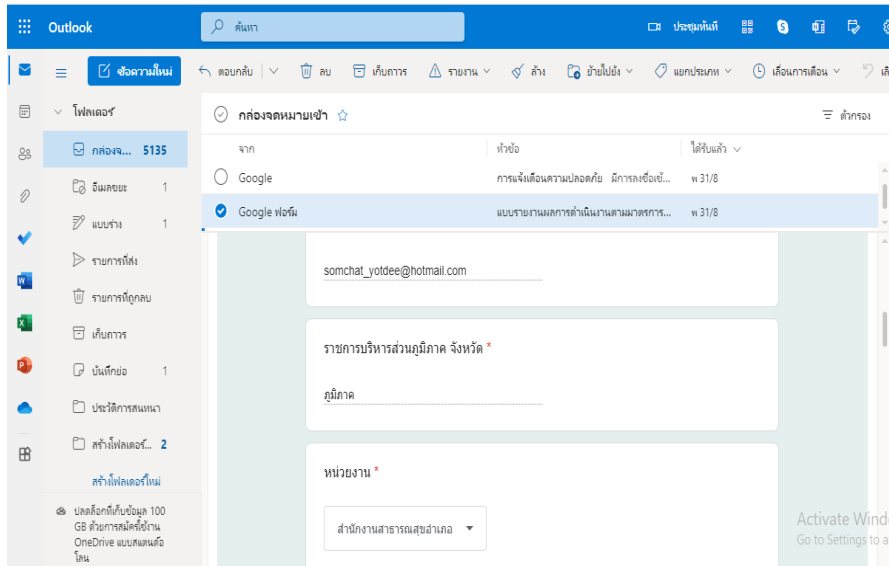 Outlook
ค้นหา
ประชุมทันที
ข้อความใหม่
ตอบกลับ
ลบ
เก็บถาวร
รายงาน
ล้าง
ย้ายไปยัง
แยกประเภท
เลื่อนการเตือน
โฟลเดอร์
กล่องจ... 5135
อีเมลขยะ 1
แบบร่าง 1
รายการที่ส่ง
รายการที่ถูกลบ
เก็บถาวร
บันทึกย่อ 1
ประวัติการสนทนา
สร้างโฟลเดอร์... 2
สร้างโฟลเดอร์ใหม่
ปลดล็อกที่เก็บข้อมูล 100
GB ด้วยการสมัครใช้งาน
OneDrive แบบสแตนด์อ
โลน
กล่องจดหมายเข้า
ตัวกรอง
จาก หัวข้อ ได้รับแล้ว
Google การแจ้งเตือนความปลอดภัย มีการลงชื่อเข้... พ 31/8
Google ฟอร์ม แบบรายงานผลการดำเนินงานตามมาตรการ... พ 31/8
somchat_yotdee@hotmail.com
ราชการบริหารส่วนภูมิภาค จังหวัด *
ภูมิภาค
หน่วยงาน *
สำนักงานสาธารณสุขอำเภอ
Activate Wind
Go to Settings to a